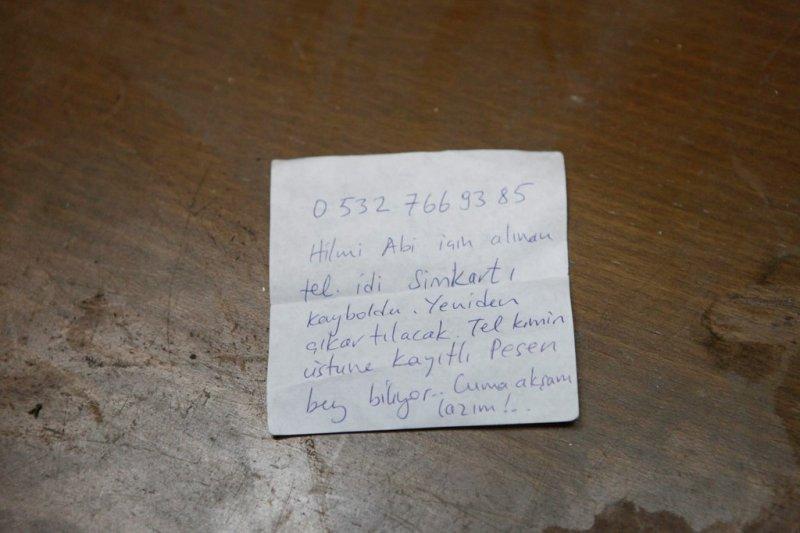 0 532 766 93 85
Hilmi Abi için alınan
tel. idi Simkartı
kayboldu. Yeniden
çıkartılacak. Tel kimin
üstüne kayıtlı Pesen
bey biliyor.. Cuma akşam
lazım!..